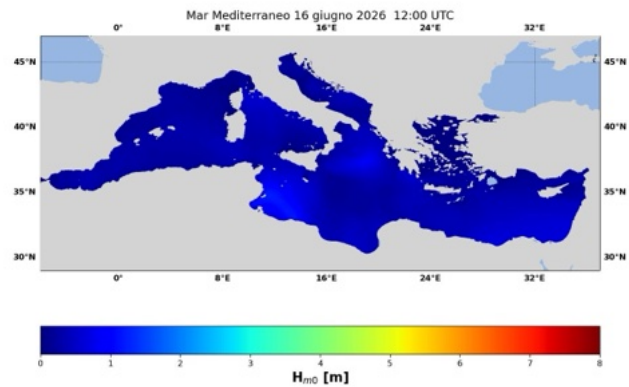 Mar Mediterraneo 16 giugno 2026 12:00 UTC
0° 8°E 16°E 24°E 32°E
45°N 45°N
40°N 40°N
35°N 35°N
30°N 30°N
0° 8°E 16°E 24°E 32°E
0 1 2 3 4 5 6 7 8
Hm0 [m]